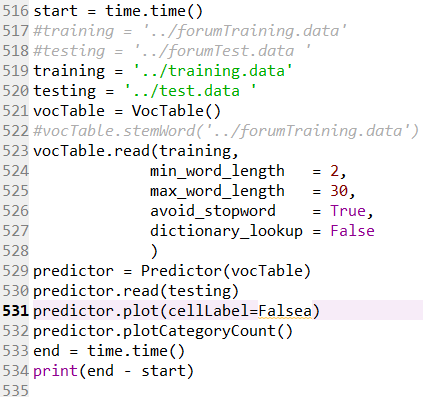 516 start = time.time()
517 #training = '../forumTraining.data'
518 #testing = '../forumTest.data '
519 training = '../training.data'
520 testing = '../test.data '
521 vocTable = VocTable()
522 #vocTable.stemWord('../forumTraining.data')
523 vocTable.read(training,
524              min_word_length   = 2,
525              max_word_length   = 30,
526              avoid_stopword    = True,
527              dictionary_lookup = False
528              )
529 predictor = Predictor(vocTable)
530 predictor.read(testing)
531 predictor.plot(cellLabel=Falsea)
532 predictor.plotCategoryCount()
533 end = time.time()
534 print(end - start)
535